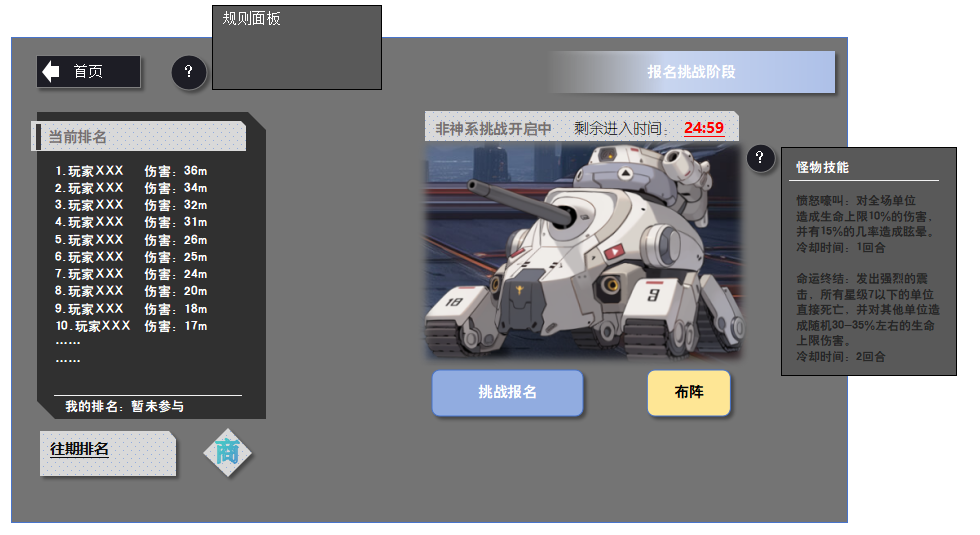 规则面板
首页
?
报名挑战阶段
当前排名
1.玩家XXX 伤害：36m
2.玩家XXX 伤害：34m
3.玩家XXX 伤害：32m
4.玩家XXX 伤害：31m
5.玩家XXX 伤害：26m
6.玩家XXX 伤害：25m
7.玩家XXX 伤害：24m
8.玩家XXX 伤害：20m
9.玩家XXX 伤害：18m
10.玩家XXX 伤害：17m
……
……
我的排名：暂未参与
往期排名
商
非神系挑战开启中 剩余进入时间： 24:59
18
9
挑战报名
布阵
?
怪物技能
愤怒嚎叫：对全场单位
造成生命上限10%的伤害，
并有15%的几率造成眩晕。
冷却时间：1回合
命运终结：发出强烈的震
击，所有星级7以下的单位
直接死亡，并对其他单位造
成随机30-35%左右的生命
上限伤害。
冷却时间：2回合